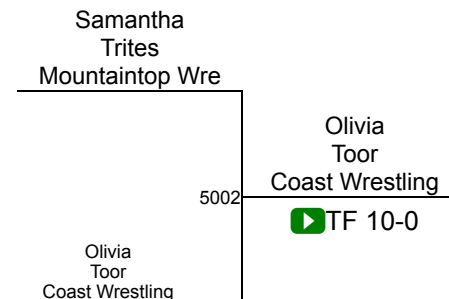 Samantha
Trites
Mountaintop Wre
Olivia
Toor
Coast Wrestling
5002
TF 10-0
Olivia
Toor
Coast Wrestling